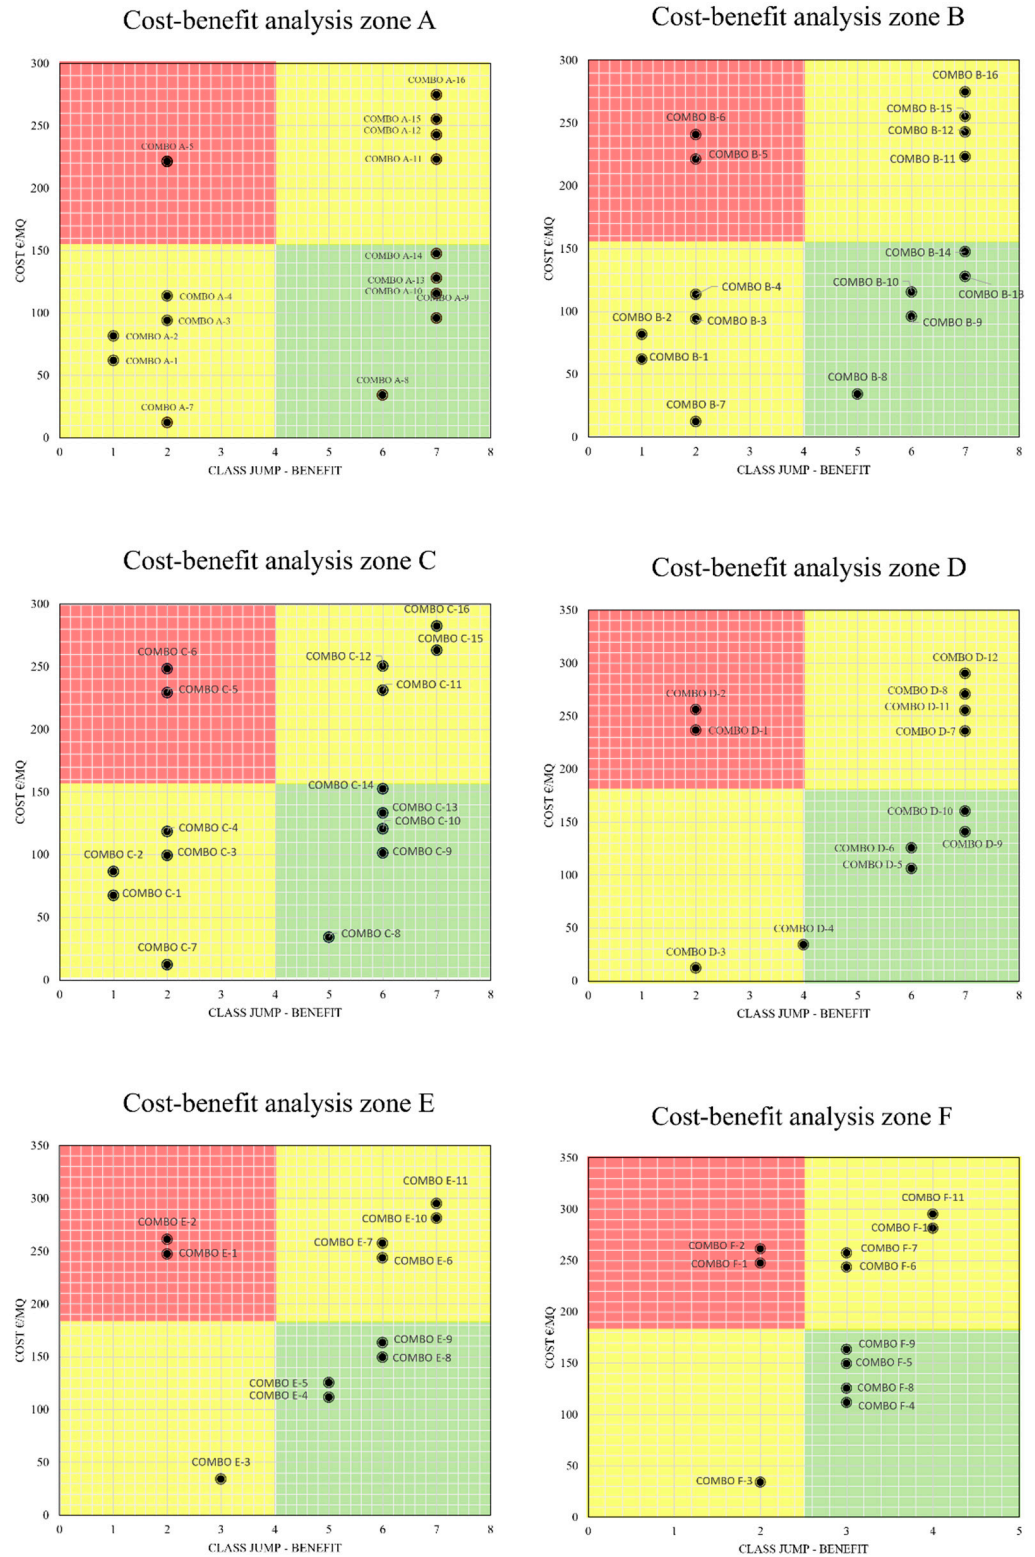 Cost-benefit analysis zone A
300
250
200
150
100
50
0
COST €/MQ
COMBO A-16
COMBO A-15
COMBO A-12
COMBO A-5
COMBO A-11
COMBO A-14
COMBO A-13
COMBO A-10
COMBO A-9
COMBO A-4
COMBO A-3
COMBO A-2
COMBO A-1
COMBO A-8
COMBO A-7
0 1 2 3 4 5 6 7 8
CLASS JUMP - BENEFIT
Cost-benefit analysis zone B
300
250
200
150
100
50
0
COST €/MQ
COMBO B-16
COMBO B-15
COMBO B-6
COMBO B-12
COMBO B-5
COMBO B-11
COMBO B-14
COMBO B-10
COMBO B-4
COMBO B-13
COMBO B-2
COMBO B-3
COMBO B-9
COMBO B-1
COMBO B-8
COMBO B-7
0 1 2 3 4 5 6 7 8
CLASS JUMP - BENEFIT
Cost-benefit analysis zone C
300
250
200
150
100
50
0
COST €/MQ
COMBO C-16
COMBO C-15
COMBO C-6
COMBO C-12
COMBO C-5
COMBO C-11
COMBO C-14
COMBO C-13
COMBO C-10
COMBO C-4
COMBO C-2
COMBO C-3
COMBO C-9
COMBO C-1
COMBO C-8
COMBO C-7
0 1 2 3 4 5 6 7 8
CLASS JUMP - BENEFIT
Cost-benefit analysis zone D
350
300
250
200
150
100
50
0
COST €/MQ
COMBO D-12
COMBO D-2
COMBO D-8
COMBO D-11
COMBO D-1
COMBO D-7
COMBO D-10
COMBO D-9
COMBO D-6
COMBO D-5
COMBO D-4
COMBO D-3
0 1 2 3 4 5 6 7 8
CLASS JUMP - BENEFIT
Cost-benefit analysis zone E
350
300
250
200
150
100
50
0
COST €/MQ
COMBO E-11
COMBO E-2
COMBO E-10
COMBO E-7
COMBO E-1
COMBO E-6
COMBO E-9
COMBO E-8
COMBO E-5
COMBO E-4
COMBO E-3
0 1 2 3 4 5 6 7 8
CLASS JUMP - BENEFIT
Cost-benefit analysis zone F
350
300
250
200
150
100
50
0
COST €/MQ
COMBO F-11
COMBO F-1
COMBO F-2
COMBO F-7
COMBO F-1
COMBO F-6
COMBO F-9
COMBO F-5
COMBO F-8
COMBO F-4
COMBO F-3
0 1 2 3 4 5
CLASS JUMP - BENEFIT